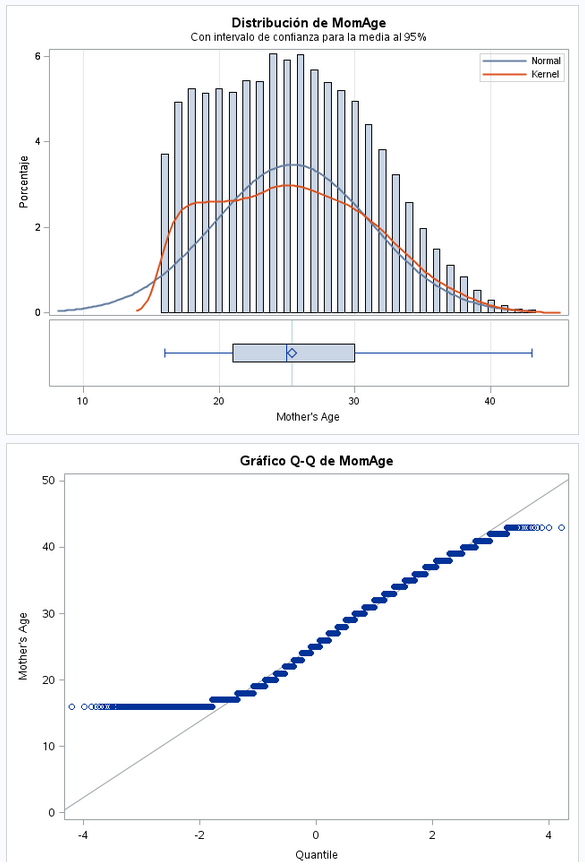 Distribución de MomAge
Con intervalo de confianza para la media al 95%
Normal
Kernel
6
4
2
0
Porcentaje
10
20
30
40
Mother's Age
Gráfico Q-Q de MomAge
50
40
30
20
10
0
Mother's Age
-4
-2
0
2
4
Quantile